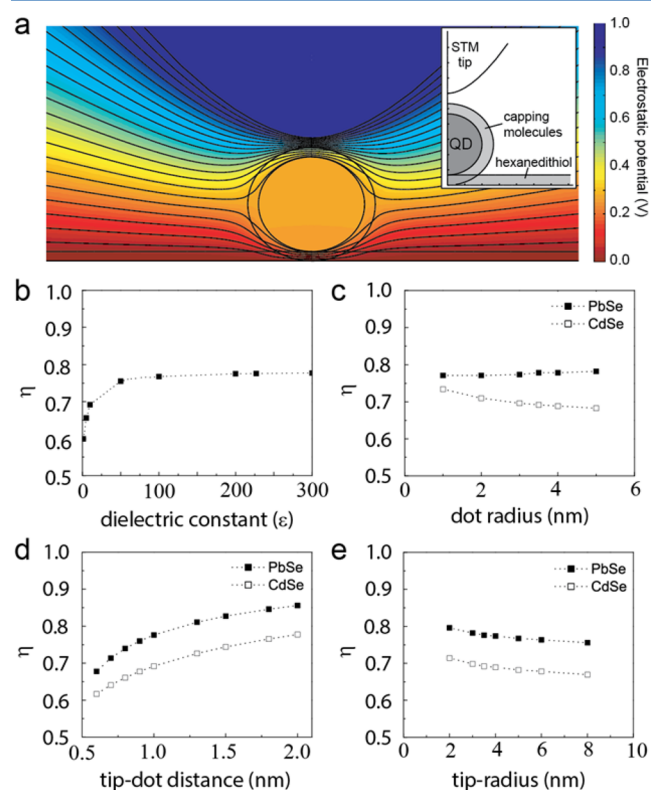 a
STM
tip
capping
molecules
QD
hexanedithiol
1.0
0.8
0.6
0.4
0.2
0.0
Electrostatic potential (V)
b
1.0
0.9
0.8
0.7
0.6
0.5
η
0
100
200
300
dielectric constant (ε)
c
1.0
0.9
0.8
0.7
0.6
0.5
η
PbSe
CdSe
0
2
4
6
dot radius (nm)
d
1.0
0.9
0.8
0.7
0.6
0.5
η
PbSe
CdSe
0.5
1.0
1.5
2.0
tip-dot distance (nm)
e
1.0
0.9
0.8
0.7
0.6
0.5
η
PbSe
CdSe
0
2
4
6
8
10
tip-radius (nm)